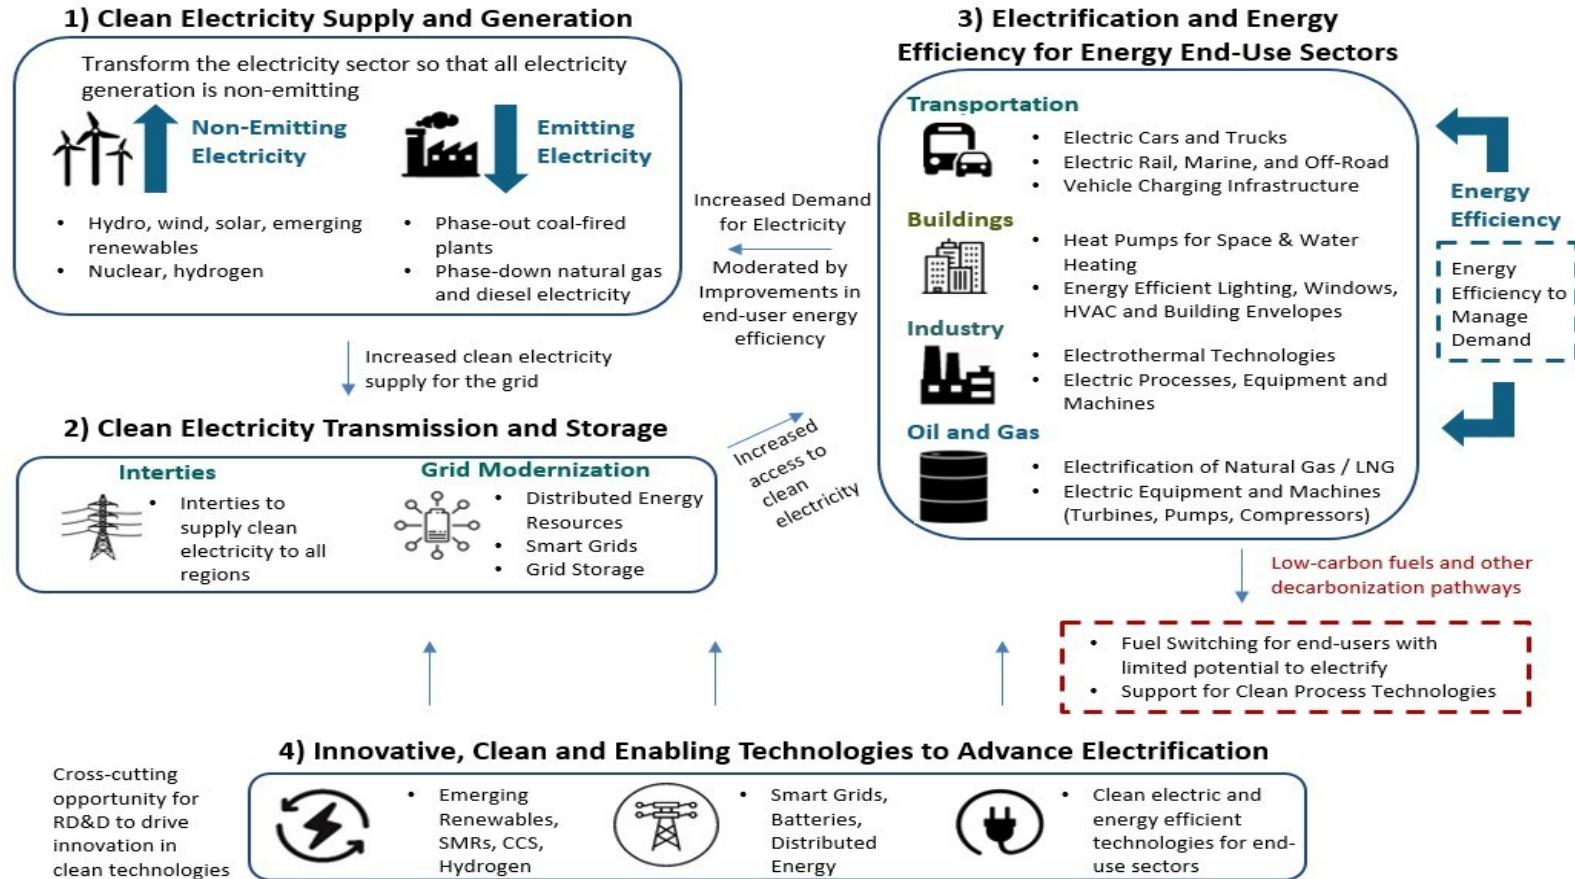 1) Clean Electricity Supply and Generation
Transform the electricity sector so that all electricity
generation is non-emitting
Non-Emitting
Electricity
• Hydro, wind, solar, emerging
renewables
• Nuclear, hydrogen
Emitting
Electricity
• Phase-out coal-fired
plants
• Phase-down natural gas
and diesel electricity
Increased clean electricity
supply for the grid
2) Clean Electricity Transmission and Storage
Interties
• Interties to
supply clean
electricity to all
regions
Grid Modernization
• Distributed Energy
Resources
• Smart Grids
• Grid Storage
Increased Demand
for Electricity
Moderated by
Improvements in
end-user energy
efficiency
Increased
access to
clean
electricity
3) Electrification and Energy
Efficiency for Energy End-Use Sectors
Transportation
• Electric Cars and Trucks
• Electric Rail, Marine, and Off-Road
• Vehicle Charging Infrastructure
Buildings
• Heat Pumps for Space & Water
Heating
• Energy Efficient Lighting, Windows,
HVAC and Building Envelopes
Industry
• Electrothermal Technologies
• Electric Processes, Equipment and
Machines
Oil and Gas
• Electrification of Natural Gas / LNG
• Electric Equipment and Machines
(Turbines, Pumps, Compressors)
Energy
Efficiency
Energy
Efficiency to
Manage
Demand
Low-carbon fuels and other
decarbonization pathways
• Fuel Switching for end-users with
limited potential to electrify
• Support for Clean Process Technologies
4) Innovative, Clean and Enabling Technologies to Advance Electrification
Cross-cutting
opportunity for
RD&D to drive
innovation in
clean technologies
• Emerging
Renewables,
SMRs, CCS,
Hydrogen
• Smart Grids,
Batteries,
Distributed
Energy
• Clean electric and
energy efficient
technologies for end-
use sectors